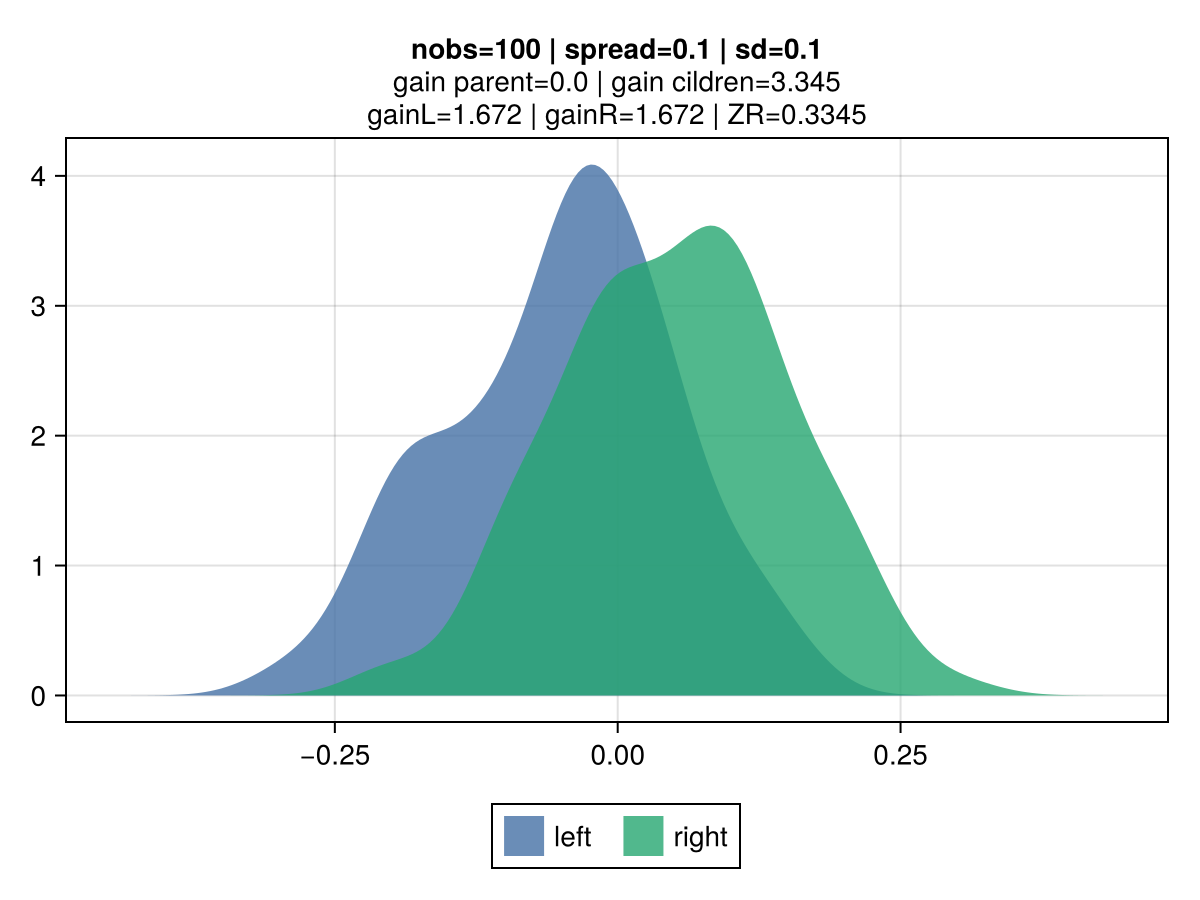 nobs=100 | spread=0.1 | sd=0.1
gain parent=0.0 | gain cildren=3.345
gainL=1.672 | gainR=1.672 | ZR=0.3345
4
3
2
1
0
−0.25 0.00 0.25
left right